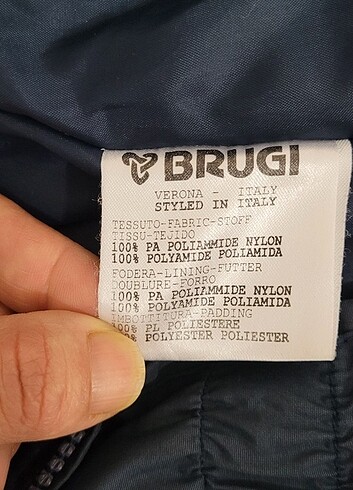 BRUGI
VERONA - ITALY
STYLED IN ITALY
TESSUTO-FABRIC-STOFF
TISSU-TEJIDO
100% PA POLIAMMIDE NYLON
100% POLYAMIDE POLIAMIDA
FODERA-LINING-FUTTER
DOUBLURE-FORRO
100% PA POLIAMMIDE NYLON
100% POLYAMIDE POLIAMIDA
IMBOTTITURA-PADDING
100% PL POLIESTERE
POLYESTER POLIESTER